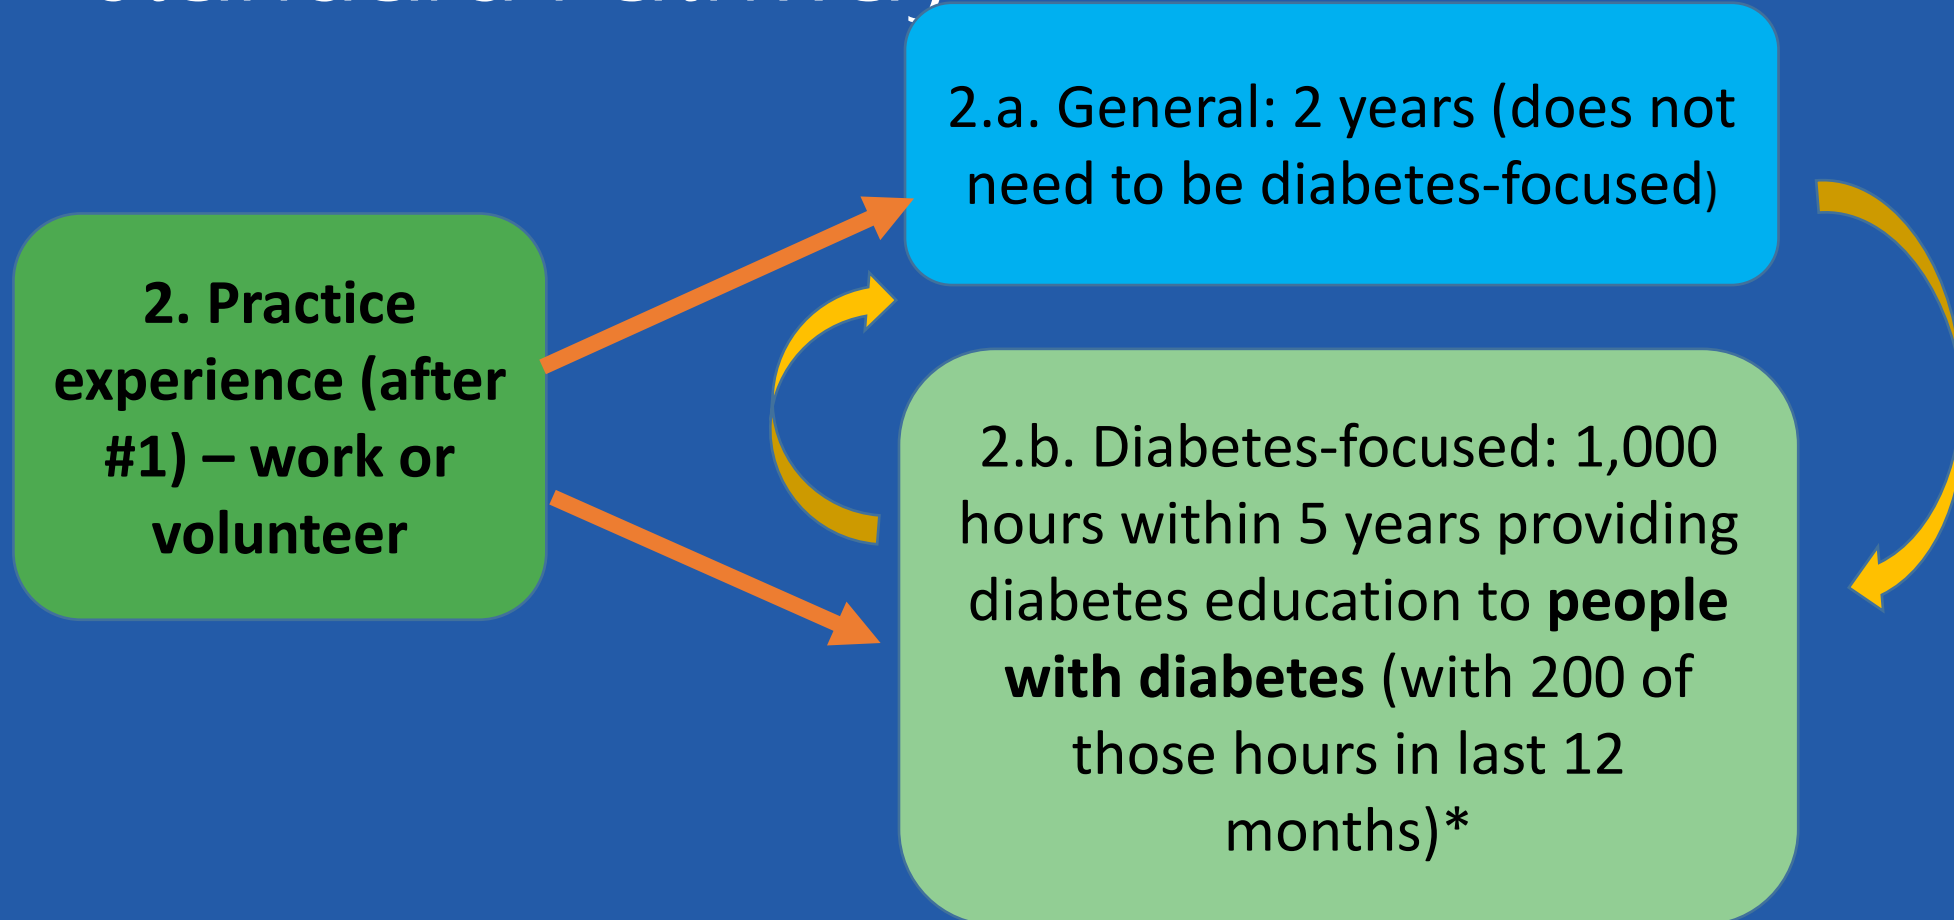 2.a. General: 2 years (does not
need to be diabetes-focused)
2. Practice
experience (after
#1) – work or
volunteer
2.b. Diabetes-focused: 1,000
hours within 5 years providing
diabetes education to people
with diabetes (with 200 of
those hours in last 12
months)*